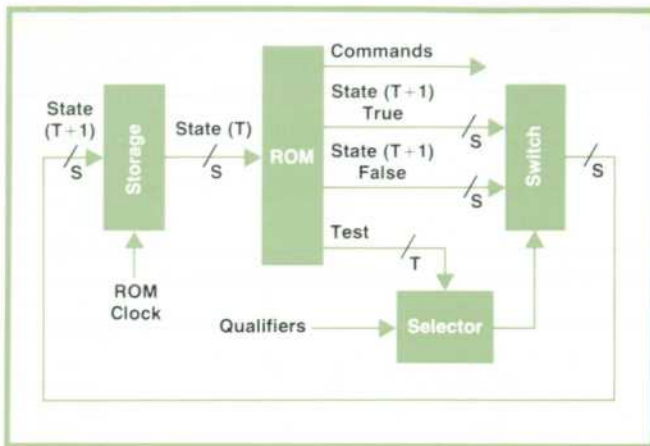 Commands
State
(T+1)
S
Storage
ROM
Clock
State (T)
S
ROM
State (T+1)
True
S
State (T+1)
False
S
Switch
S
Test
T
Qualifiers
Selector